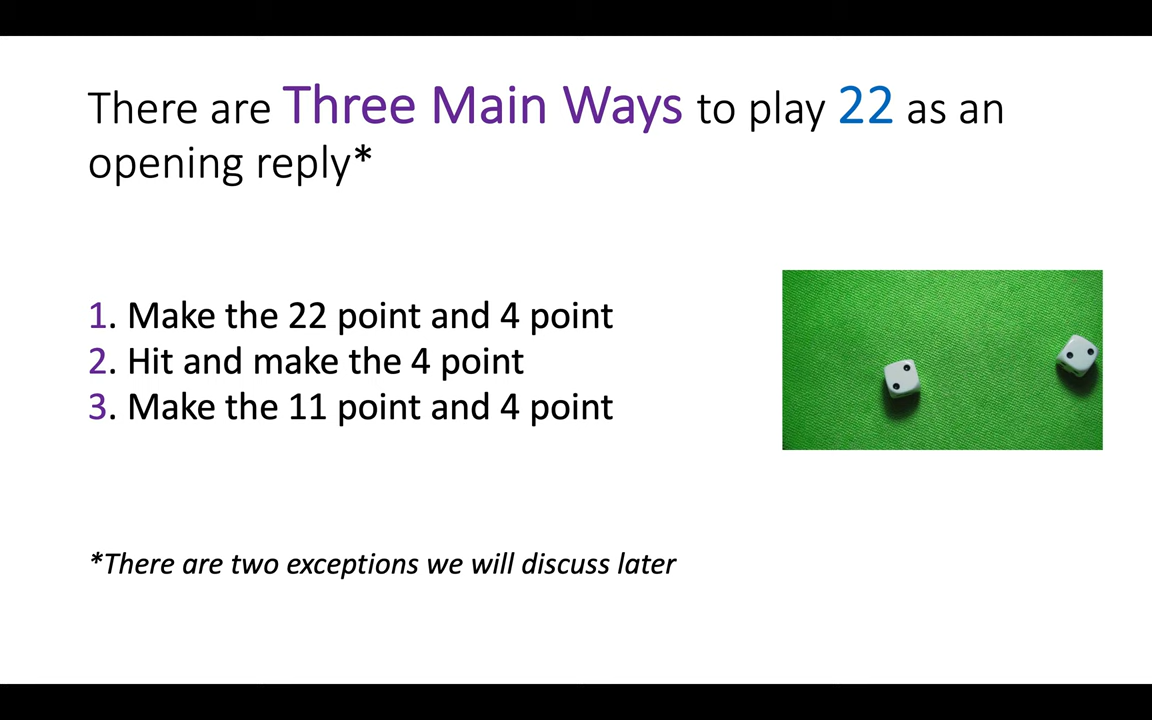 There are Three Main Ways to play 22 as an
opening reply*
1. Make the 22 point and 4 point
2. Hit and make the 4 point
3. Make the 11 point and 4 point
*There are two exceptions we will discuss later